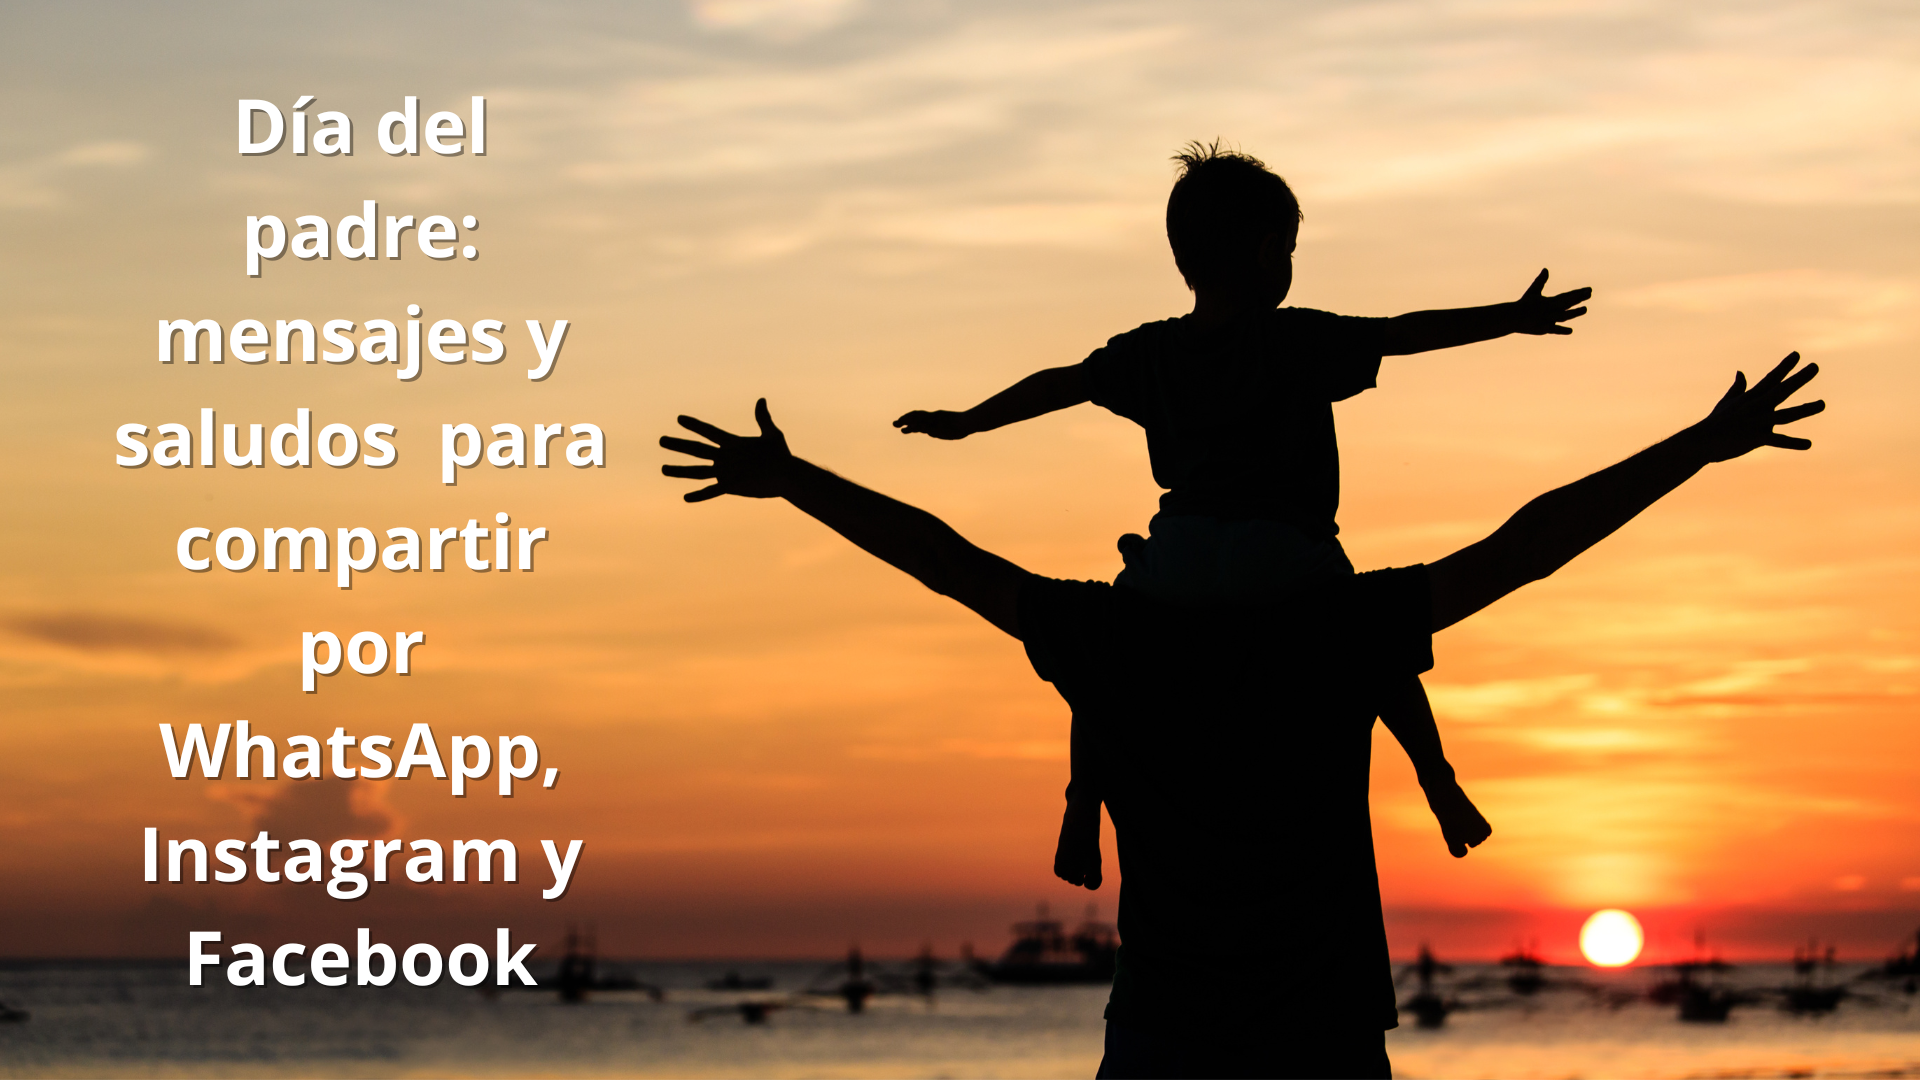 Día del
padre:
mensajes y
saludos  para
compartir
por
WhatsApp,
Instagram y
Facebook